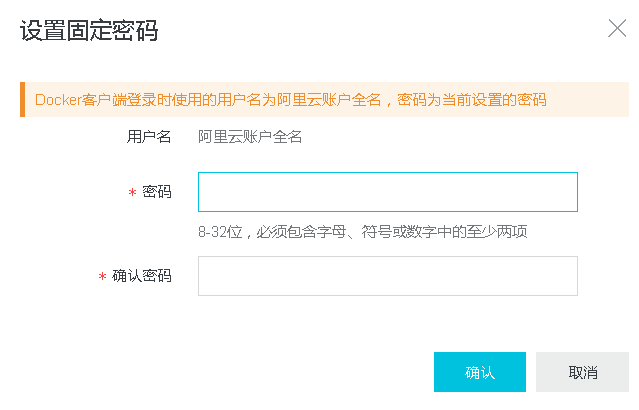 设置固定密码
Docker客户端登录时使用的用户名为阿里云账户全名，密码为当前设置的密码
用户名 阿里云账户全名
* 密码
8-32位，必须包含字母、符号或数字中的至少两项
* 确认密码
确认 取消